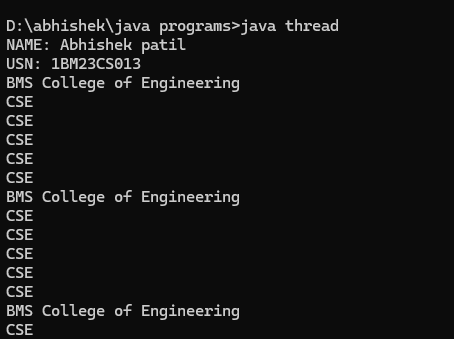 D:\abhishek\java programs>java thread
NAME: Abhishek patil
USN: 1BM23CS013
BMS College of Engineering
CSE
CSE
CSE
CSE
CSE
BMS College of Engineering
CSE
CSE
CSE
CSE
CSE
BMS College of Engineering
CSE